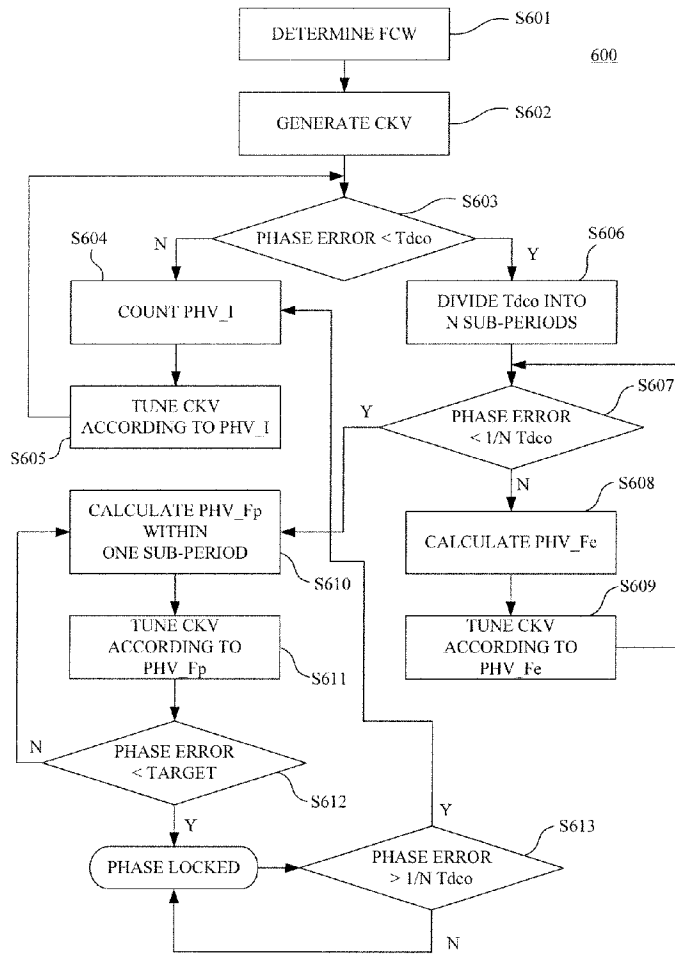 S601
DETERMINE FCW
600
S602
GENERATE CKV
S603
PHASE ERROR < Tdco
N
Y
S604
COUNT PHV_I
S606
DIVIDE Tdco INTO
N SUB-PERIODS
TUNE CKV
ACCORDING TO PHV_I
S605
S607
PHASE ERROR
< 1/N Tdco
Y
N
S608
CALCULATE PHV_Fe
CALCULATE PHV_Fp
WITHIN
ONE SUB-PERIOD
S610
S609
TUNE CKV
ACCORDING TO
PHV_Fe
TUNE CKV
ACCORDING TO
PHV_Fp
S611
PHASE ERROR
< TARGET
N
S612
Y
PHASE LOCKED
Y
S613
PHASE ERROR
> 1/N Tdco
N